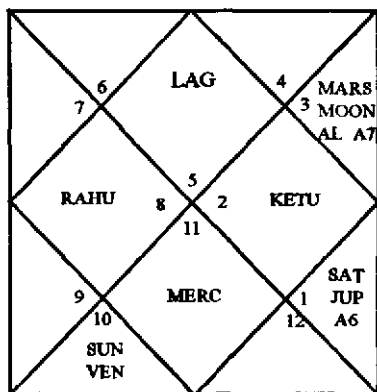 6
LAG
4
7
3
MARS
MOON
AL A7
5
RAHU
8
2
KETU
11
9
MERC
1
SAT
JUP
A6
10
12
SUN
VEN